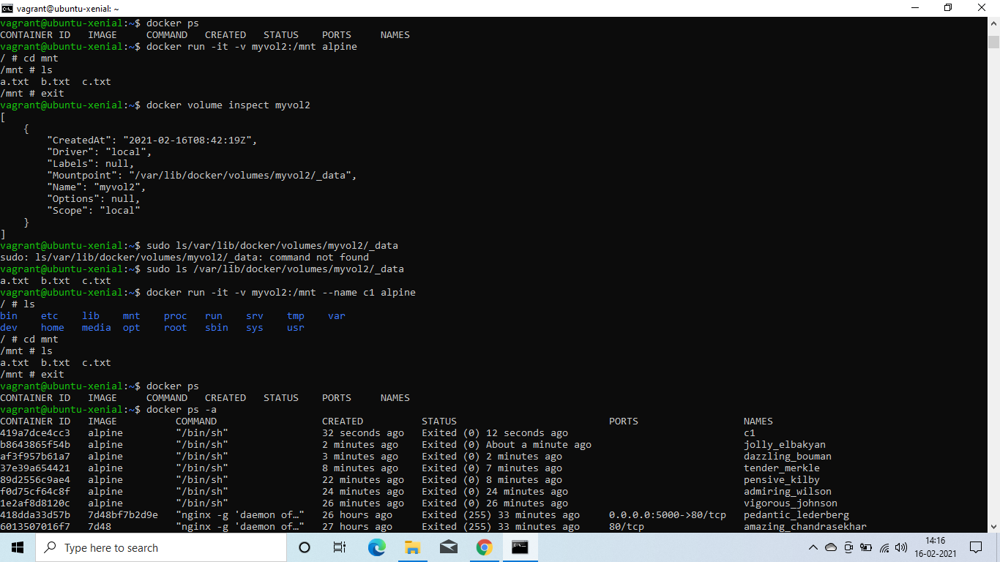 vagrant@ubuntu-xenial: ~
vagrant@ubuntu-xenial:~$ docker ps
CONTAINER ID   IMAGE     COMMAND   CREATED   STATUS    PORTS     NAMES
vagrant@ubuntu-xenial:~$ docker run -it -v myvol2:/mnt alpine
/ # cd mnt
/mnt # ls
a.txt  b.txt  c.txt
/mnt # exit
vagrant@ubuntu-xenial:~$ docker volume inspect myvol2
[
    {
        "CreatedAt": "2021-02-16T08:42:19Z",
        "Driver": "local",
        "Labels": null,
        "Mountpoint": "/var/lib/docker/volumes/myvol2/_data",
        "Name": "myvol2",
        "Options": null,
        "Scope": "local"
    }
]
vagrant@ubuntu-xenial:~$ sudo ls/var/lib/docker/volumes/myvol2/_data
sudo: ls/var/lib/docker/volumes/myvol2/_data: command not found
vagrant@ubuntu-xenial:~$ sudo ls /var/lib/docker/volumes/myvol2/_data
a.txt  b.txt  c.txt
vagrant@ubuntu-xenial:~$ docker run -it -v myvol2:/mnt --name c1 alpine
/ # ls
bin    etc    lib    mnt    proc   run    srv    tmp    var
dev    home   media  opt    root   sbin   sys    usr
/ # cd mnt
/mnt # ls
a.txt  b.txt  c.txt
/mnt # exit
vagrant@ubuntu-xenial:~$ docker ps
CONTAINER ID   IMAGE     COMMAND   CREATED   STATUS    PORTS     NAMES
vagrant@ubuntu-xenial:~$ docker ps -a
CONTAINER ID   IMAGE          COMMAND                  CREATED          STATUS                          PORTS                  NAMES
419a7dce4cc3   alpine         "/bin/sh"                32 seconds ago   Exited (0) 12 seconds ago                              c1
b8643865f54b   alpine         "/bin/sh"                2 minutes ago    Exited (0) About a minute ago                          jolly_elbakyan
af3f957b61a7   alpine         "/bin/sh"                3 minutes ago    Exited (0) 2 minutes ago                               dazzling_bouman
37e39a654421   alpine         "/bin/sh"                8 minutes ago    Exited (0) 7 minutes ago                               tender_merkle
89d2556c9ae4   alpine         "/bin/sh"                22 minutes ago   Exited (0) 8 minutes ago                               pensive_kilby
f0d75cf64c8f   alpine         "/bin/sh"                24 minutes ago   Exited (0) 24 minutes ago                              admiring_wilson
1e2af8d8120c   alpine         "/bin/sh"                26 minutes ago   Exited (0) 26 minutes ago                              vigorous_johnson
418dda33d57b   7d48bf7b2d9e   "nginx -g 'daemon of…"   26 hours ago     Exited (255) 33 minutes ago     0.0.0.0:5000->80/tcp   pedantic_lederberg
6013507016f7   7d48           "nginx -g 'daemon of…"   27 hours ago     Exited (255) 33 minutes ago     80/tcp                 amazing_chandrasekhar
Type here to search
14:16
16-02-2021